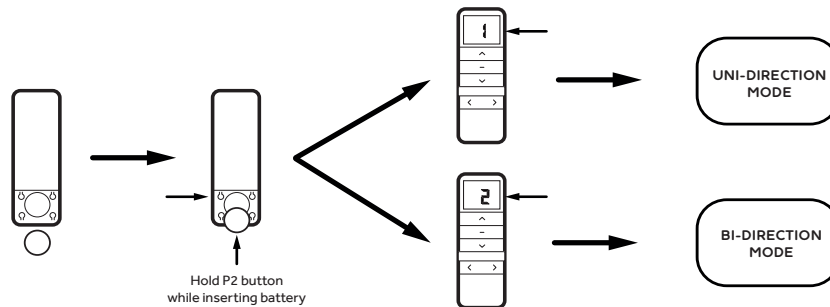 1
UNI-DIRECTION
MODE
2
BI-DIRECTION
MODE
Hold P2 button
while inserting battery